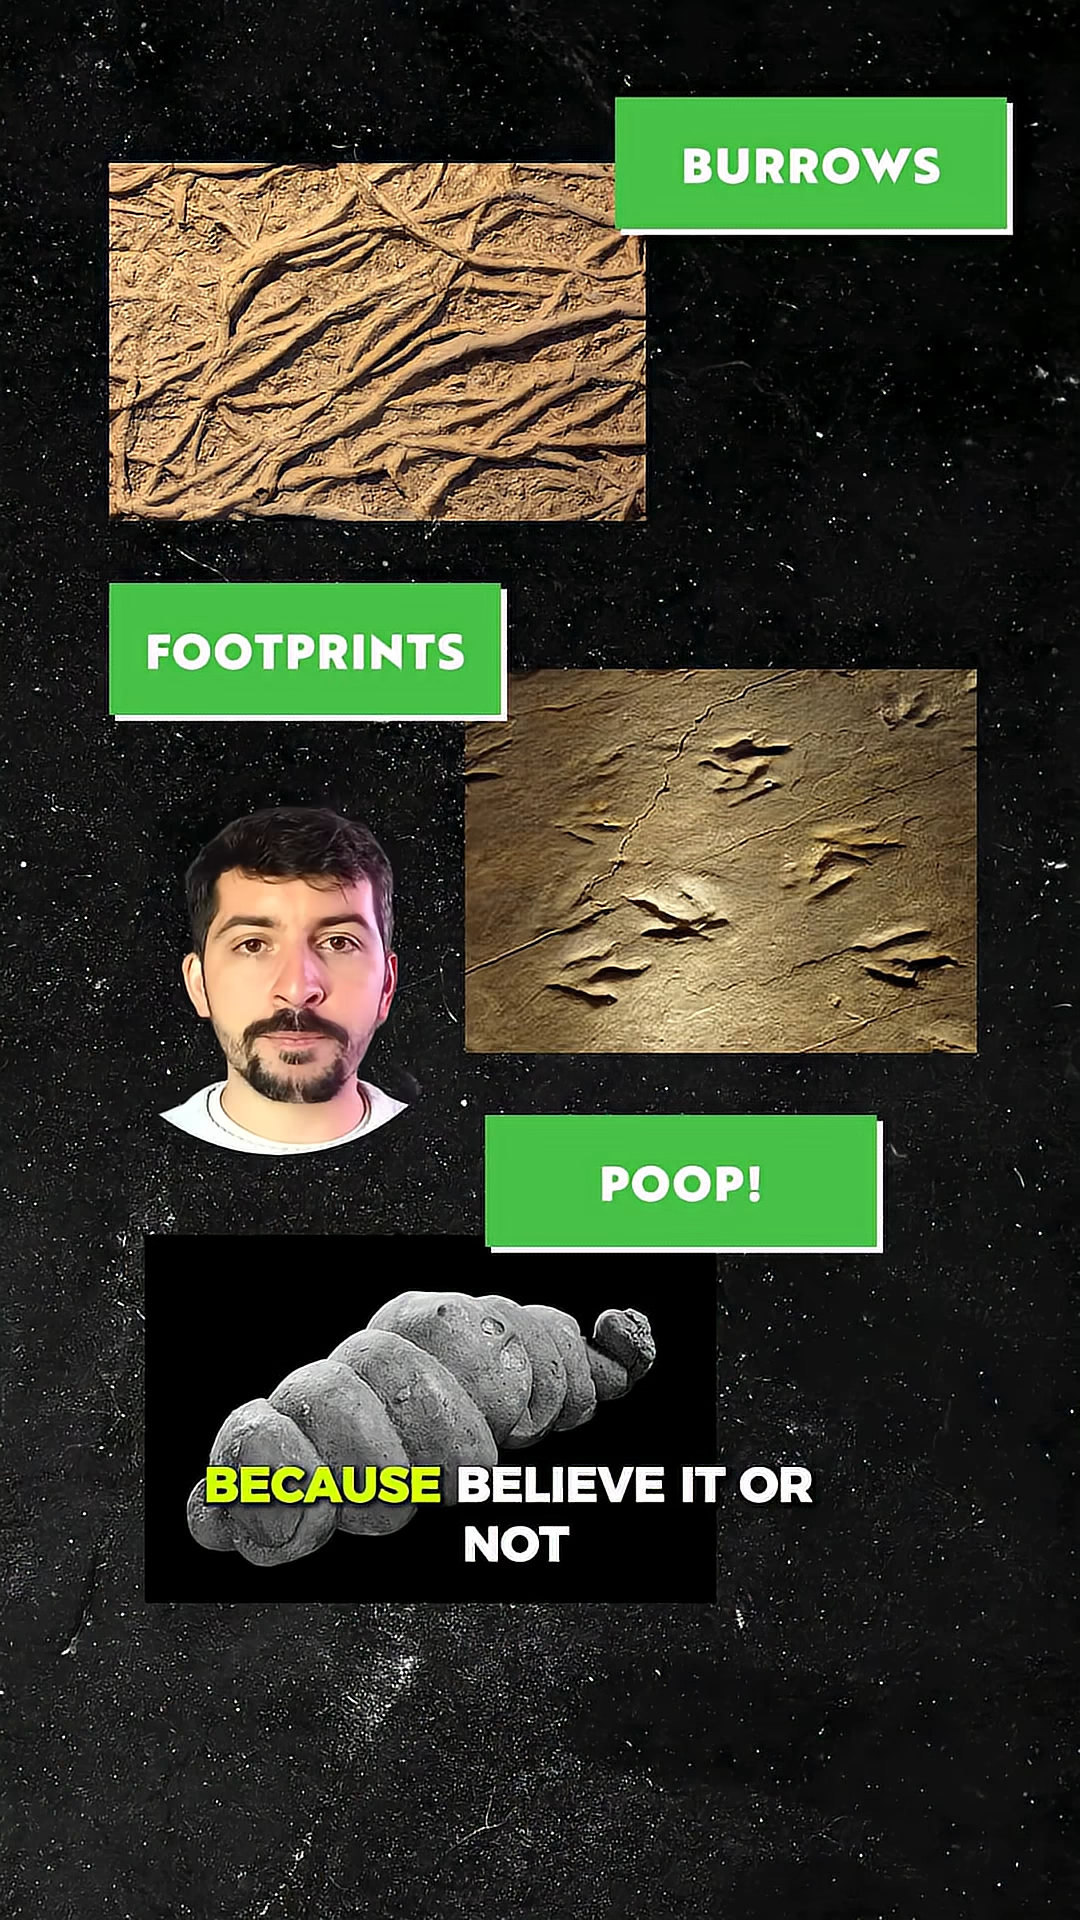 BURROWS
FOOTPRINTS
POOP!
BECAUSE BELIEVE IT OR
NOT